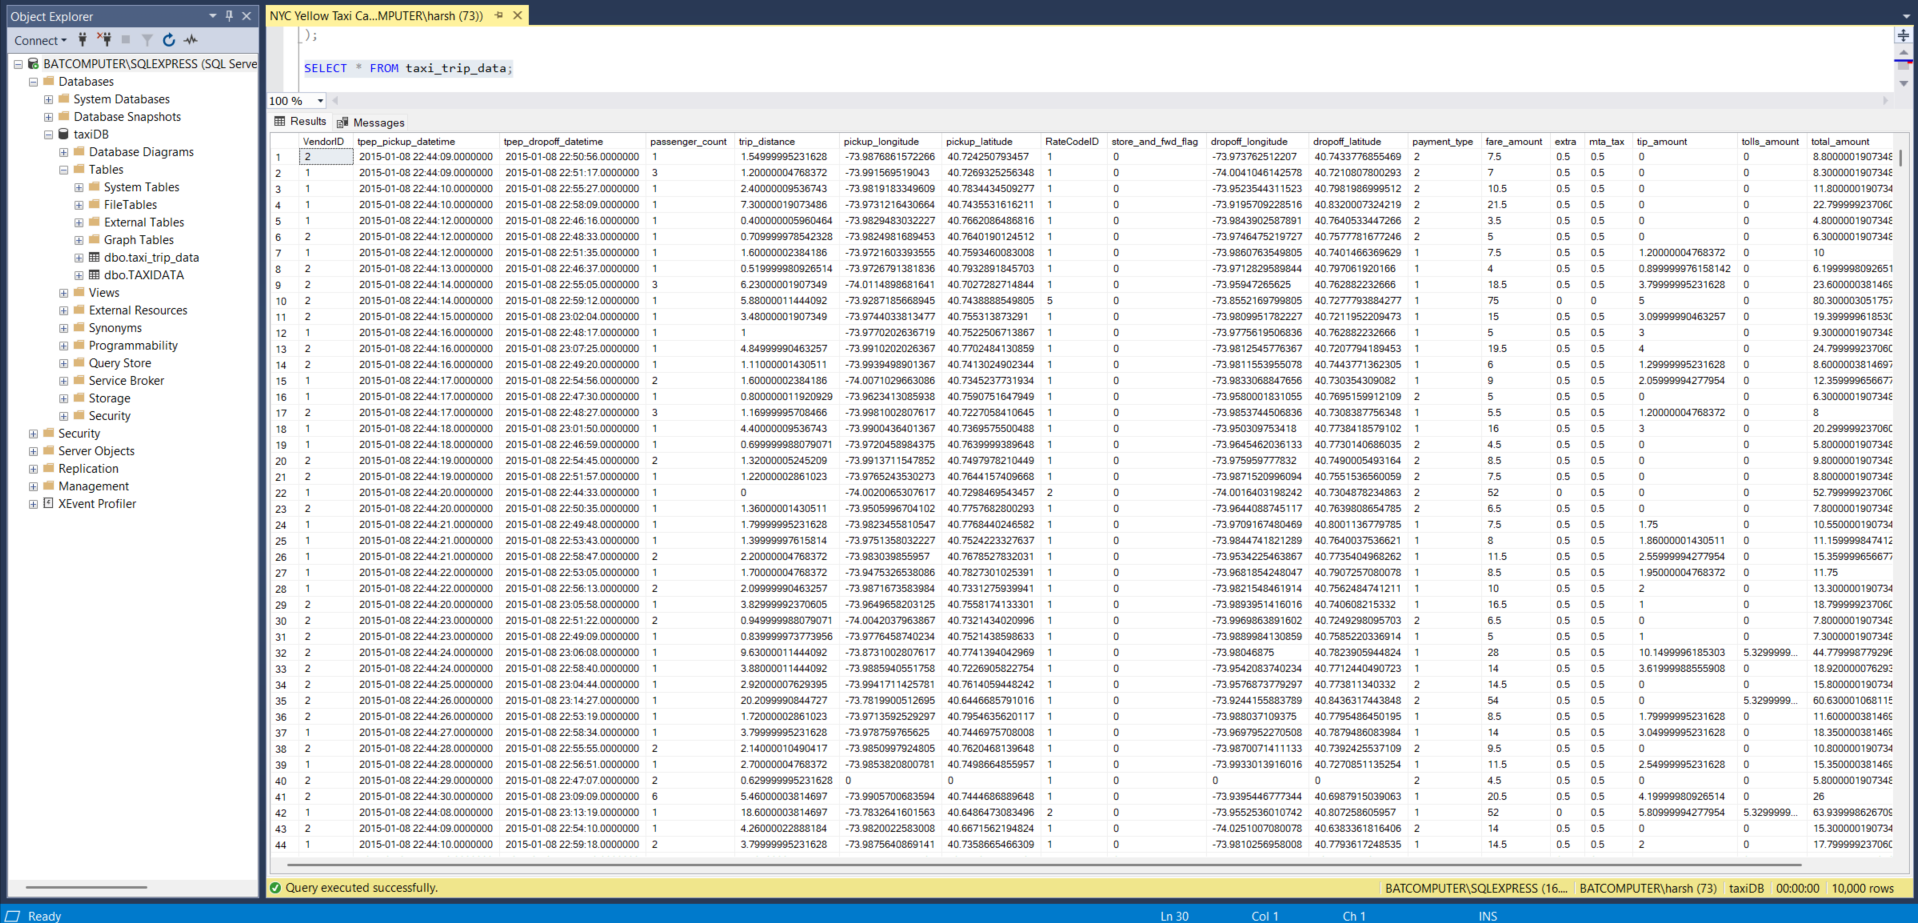 Object Explorer
Connect
BATCOMPUTER\SQLEXPRESS (SQL Serve
Databases
System Databases
Database Snapshots
taxiDB
Database Diagrams
Tables
System Tables
FileTables
External Tables
Graph Tables
dbo.taxi_trip_data
dbo.TAXIDATA
Views
External Resources
Synonyms
Programmability
Query Store
Service Broker
Storage
Security
Security
Server Objects
Replication
Management
XEvent Profiler
NYC Yellow Taxi Ca...MPUTER\harsh (73))
);
SELECT * FROM taxi_trip_data;
100 %
Results Messages
VendorID tpep_pickup_datetime tpep_dropoff_datetime passenger_count trip_distance pickup_longitude pickup_latitude RateCodeID store_and_fwd_flag dropoff_longitude dropoff_latitude payment_type fare_amount extra mta_tax tip_amount tolls_amount total_amount
1 2 2015-01-08 22:44:09.0000000 2015-01-08 22:50:56.0000000 1 1.54999995231628 -73.9876861572266 40.724250793457 1 0 -73.973762512207 40.7433776855469 2 7.5 0.5 0.5 0 0 8.8000001907348
2 1 2015-01-08 22:44:09.0000000 2015-01-08 22:51:17.0000000 3 1.20000004768372 -73.991569519043 40.7269325256348 1 0 -74.0041046142578 40.7210807800293 2 7 0.5 0.5 0 0 8.3000001907348
3 1 2015-01-08 22:44:10.0000000 2015-01-08 22:55:27.0000000 1 2.4000009536743 -73.9819183349609 40.7834434509277 1 0 -73.9523544311523 40.7981986999512 2 10.5 0.5 0.5 0 0 11.800000190734
4 1 2015-01-08 22:44:10.0000000 2015-01-08 22:58:09.0000000 1 7.30000019073486 -73.9731216430664 40.7435531616211 1 0 -73.9195709228516 40.8320007324219 2 21.5 0.5 0.5 0 0 22.799999237060
5 1 2015-01-08 22:44:12.0000000 2015-01-08 22:46:16.0000000 1 0.400000005960464 -73.9829483032227 40.7662086486816 1 0 -73.9843902587891 40.7640533447266 2 3.5 0.5 0.5 0 0 4.8000001907348
6 2 2015-01-08 22:44:12.0000000 2015-01-08 22:48:33.0000000 1 0.709999978542328 -73.9824981689453 40.7640190124512 1 0 -73.9746475219727 40.7577781677246 2 5 0.5 0.5 0 0 6.3000001907348
7 1 2015-01-08 22:44:12.0000000 2015-01-08 22:51:35.0000000 1 1.60000002384186 -73.9721603393555 40.7593460083008 1 0 -73.9860763549805 40.7401466369629 1 7.5 0.5 0.5 1.20000004768372 0 10
8 2 2015-01-08 22:44:13.0000000 2015-01-08 22:46:37.0000000 1 0.519999980926514 -73.9726791381836 40.7932891845703 1 0 -73.9712829589844 40.797061920166 1 4 0.5 0.5 0.899999976158142 0 6.1999998092651
9 2 2015-01-08 22:44:14.0000000 2015-01-08 22:55:05.0000000 3 6.23000001907349 -74.0114898681641 40.7027282714844 1 0 -73.95947265625 40.762882232666 1 18.5 0.5 0.5 3.79999995231628 0 23.600000381469
10 2 2015-01-08 22:44:14.0000000 2015-01-08 22:59:12.0000000 1 5.88000011444092 -73.9287185668945 40.7438888549805 5 0 -73.8552169799805 40.7277793884277 1 75 0 0 5 0 80.300003051757
11 2 2015-01-08 22:44:15.0000000 2015-01-08 23:02:04.0000000 1 3.48000001907349 -73.9744033813477 40.755313873291 1 0 -73.9809951782227 40.7211952209473 1 15 0.5 0.5 3.09999990463257 0 19.399999618530
12 1 2015-01-08 22:44:16.0000000 2015-01-08 22:48:17.0000000 1 1 -73.9770202636719 40.7522506713867 1 0 -73.9775619506836 40.762882232666 1 5 0.5 0.5 3 0 9.3000001907348
13 2 2015-01-08 22:44:16.0000000 2015-01-08 23:07:25.0000000 1 4.84999990463257 -73.9910202026367 40.7702484130859 1 0 -73.9812545776367 40.7207794189453 1 19.5 0.5 0.5 4 0 24.799999237060
14 2 2015-01-08 22:44:16.0000000 2015-01-08 22:49:20.0000000 1 1.11000001430511 -73.9939498901367 40.7413024902344 1 0 -73.9811553955078 40.7443771362305 1 6 0.5 0.5 1.29999995231628 0 8.6000003814697
15 1 2015-01-08 22:44:17.0000000 2015-01-08 22:54:56.0000000 2 1.60000002384186 -74.0071029663086 40.7345237731934 1 0 -73.9833068847656 40.730354309082 1 9 0.5 0.5 2.05999994277954 0 12.359999656677
16 1 2015-01-08 22:44:17.0000000 2015-01-08 22:47:30.0000000 1 0.800000011920929 -73.9623413085938 40.7590751647949 1 0 -73.9580001831055 40.7695159912109 2 5 0.5 0.5 0 0 6.3000001907348
17 2 2015-01-08 22:44:17.0000000 2015-01-08 22:48:27.0000000 3 1.16999995708466 -73.9981002807617 40.7227058410645 1 0 -73.9853744506836 40.7308387756348 1 5.5 0.5 0.5 1.20000004768372 0 8
18 1 2015-01-08 22:44:18.0000000 2015-01-08 23:01:50.0000000 1 4.40000009536743 -73.9900436401367 40.7369575500488 1 0 -73.950309753418 40.7738418579102 1 16 0.5 0.5 3 0 20.299999237060
19 1 2015-01-08 22:44:18.0000000 2015-01-08 22:46:59.0000000 1 0.699999988079071 -73.9720458984375 40.7639999389648 1 0 -73.9645462036133 40.7730140686035 2 4.5 0.5 0.5 0 0 5.8000001907348
20 2 2015-01-08 22:44:19.0000000 2015-01-08 22:54:45.0000000 2 1.32000005245209 -73.9913711547852 40.7497978210449 1 0 -73.975959777832 40.7490005493164 2 8.5 0.5 0.5 0 0 9.8000001907348
21 2 2015-01-08 22:44:19.0000000 2015-01-08 22:51:57.0000000 1 1.22000002861023 -73.9765243530273 40.7644157409668 1 0 -73.9871520996094 40.7551536560059 2 7.5 0.5 0.5 0 0 8.8000001907348
22 1 2015-01-08 22:44:20.0000000 2015-01-08 22:44:33.0000000 1 0 -74.0020065307617 40.7298469543457 2 0 -74.0016403198242 40.7304878234863 2 52 0 0.5 0 0 52.799999237060
23 2 2015-01-08 22:44:20.0000000 2015-01-08 22:50:35.0000000 1 1.36000001430511 -73.9505996704102 40.7757682800293 1 0 -73.9644088745117 40.7639808654785 2 6.5 0.5 0.5 0 0 7.8000001907348
24 1 2015-01-08 22:44:21.0000000 2015-01-08 22:49:48.0000000 1 1.79999995231628 -73.9823455810547 40.7768440246582 1 0 -73.9709167480469 40.8001136779785 1 7.5 0.5 0.5 1.75 0 10.550000190734
25 1 2015-01-08 22:44:21.0000000 2015-01-08 22:53:43.0000000 1 1.39999997615814 -73.9751358032227 40.7524223327637 1 0 -73.9844741821289 40.7640037536621 1 8 0.5 0.5 1.86000001430511 0 11.159999847412
26 1 2015-01-08 22:44:21.0000000 2015-01-08 22:58:47.0000000 2 2.20000004768372 -73.983039855957 40.7678527832031 1 0 -73.9534225463867 40.7735404968262 1 11.5 0.5 0.5 2.55999994277954 0 15.359999656677
27 1 2015-01-08 22:44:22.0000000 2015-01-08 22:53:05.0000000 1 1.70000004768372 -73.9475326538086 40.7827301025391 1 0 -73.9681854248047 40.7907257080078 1 8.5 0.5 0.5 1.95000004768372 0 11.75
28 1 2015-01-08 22:44:22.0000000 2015-01-08 22:56:13.0000000 2 2.09999990463257 -73.9871673583984 40.7331275939941 1 0 -73.9821548461914 40.7562484741211 1 10 0.5 0.5 2 0 13.300000190734
29 2 2015-01-08 22:44:20.0000000 2015-01-08 23:05:58.0000000 1 3.82999992370605 -73.9649658203125 40.7558174133301 1 0 -73.9893951416016 40.740608215332 1 16.5 0.5 0.5 1 0 18.799999237060
30 2 2015-01-08 22:44:23.0000000 2015-01-08 22:51:22.0000000 2 0.949999988079071 -74.0042037963867 40.7321434020996 1 0 -73.9969863891602 40.7249298095703 2 6.5 0.5 0.5 0 0 7.8000001907348
31 2 2015-01-08 22:44:23.0000000 2015-01-08 22:49:09.0000000 1 0.839999973773956 -73.9776458740234 40.7521438598633 1 0 -73.9889984130859 40.7585220336914 1 5 0.5 0.5 1 0 7.3000001907348
32 2 2015-01-08 22:44:24.0000000 2015-01-08 23:06:08.0000000 1 9.63000011444092 -73.8731002807617 40.7741394042969 1 0 -73.98046875 40.7823905944824 1 28 0.5 0.5 10.1499996185303 5.3299999... 44.779998779296
33 2 2015-01-08 22:44:24.0000000 2015-01-08 22:58:40.0000000 1 3.88000011444092 -73.9885940551758 40.7226905822754 1 0 -73.9542083740234 40.7712440490723 1 14 0.5 0.5 3.61999988555908 0 18.920000076293
34 2 2015-01-08 22:44:25.0000000 2015-01-08 23:04:44.0000000 1 2.92000007629395 -73.9941711425781 40.7614059448242 1 0 -73.9576873779297 40.773811340332 2 14.5 0.5 0.5 0 0 15.800000190734
35 2 2015-01-08 22:44:26.0000000 2015-01-08 23:14:27.0000000 1 20.2099990844727 -73.7819900512695 40.6446685791016 1 0 -73.9244155883789 40.8436317443848 2 54 0.5 0.5 0 5.3299999... 60.630001068115
36 1 2015-01-08 22:44:26.0000000 2015-01-08 22:53:19.0000000 1 1.72000002861023 -73.9713592529297 40.7954635620117 1 0 -73.988037109375 40.7795486450195 1 8.5 0.5 0.5 1.79999995231628 0 11.600000381469
37 1 2015-01-08 22:44:27.0000000 2015-01-08 22:58:34.0000000 1 3.79999995231628 -73.978759765625 40.7446975708008 1 0 -73.9697952270508 40.7879486083984 1 14 0.5 0.5 3.04999995231628 0 18.350000381469
38 2 2015-01-08 22:44:28.0000000 2015-01-08 22:55:55.0000000 2 2.14000010490417 -73.9850997924805 40.7620468139648 1 0 -73.9870071411133 40.7392425537109 2 9.5 0.5 0.5 0 0 10.800000190734
39 1 2015-01-08 22:44:28.0000000 2015-01-08 22:56:51.0000000 1 2.70000004768372 -73.9853820800781 40.7498664855957 1 0 -73.9933013916016 40.7270851135254 1 11.5 0.5 0.5 2.54999995231628 0 15.350000381469
40 2 2015-01-08 22:44:29.0000000 2015-01-08 22:47:07.0000000 2 0.629999995231628 0 0 1 0 0 0 2 4.5 0.5 0.5 0 0 5.8000001907348
41 2 2015-01-08 22:44:30.0000000 2015-01-08 23:09:09.0000000 6 5.46000003814697 -73.9905700683594 40.7444686889648 1 0 -73.9395446777344 40.6987915039063 1 20.5 0.5 0.5 4.19999980926514 0 26
42 1 2015-01-08 22:44:08.0000000 2015-01-08 23:13:19.0000000 1 18.6000003814697 -73.7832641601563 40.6486473083496 2 0 -73.9552536010742 40.807258605957 1 52 0 0.5 5.80999994277954 5.3299999... 63.939998626709
43 2 2015-01-08 22:44:09.0000000 2015-01-08 22:54:10.0000000 1 4.26000022888184 -73.9820022583008 40.6671562194824 1 0 -74.0251007080078 40.6383361816406 2 14 0.5 0.5 0 0 15.300000190734
44 1 2015-01-08 22:44:10.0000000 2015-01-08 22:59:18.0000000 2 3.79999995231628 -73.9875640869141 40.7358665466309 1 0 -73.9810256958008 40.7793617248535 1 14.5 0.5 0.5 2 0 17.799999237060
Query executed successfully. BATCOMPUTER\SQLEXPRESS (16.... BATCOMPUTER\harsh (73) taxiDB 00:00:00 10,000 rows
Ready Ln 30 Col 1 Ch 1 INS